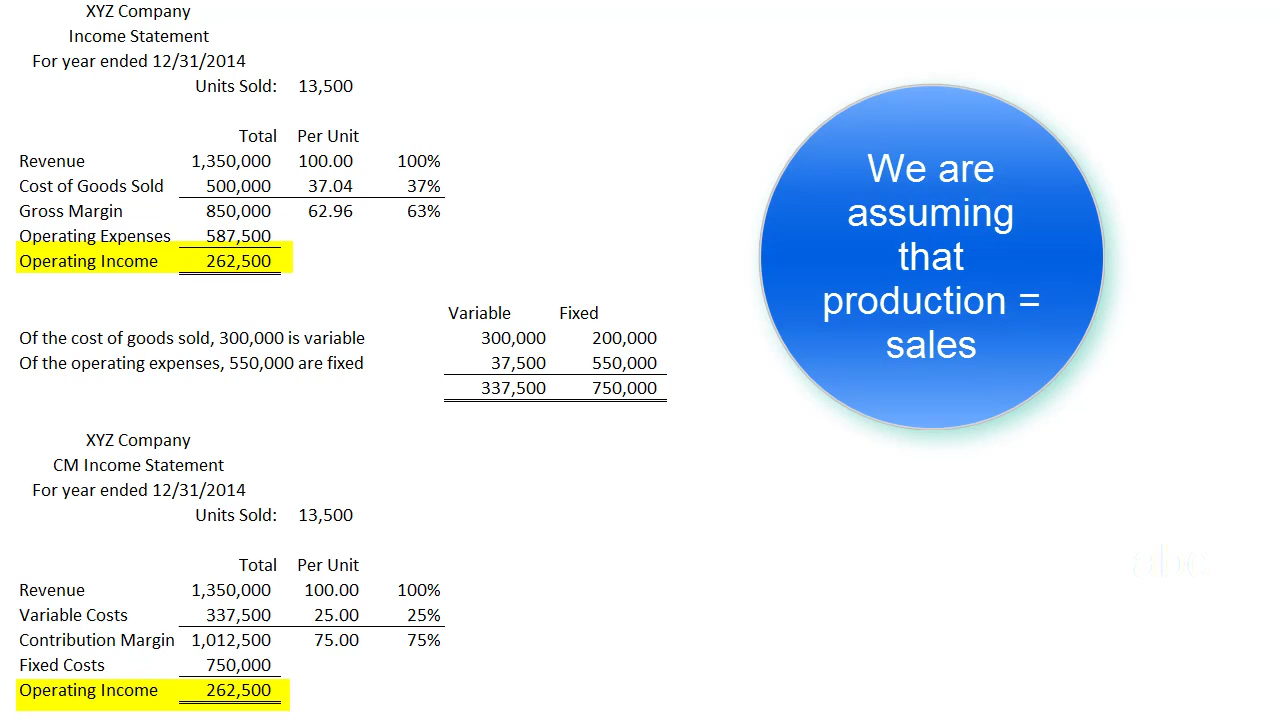 XYZ Company
Income Statement
For year ended 12/31/2014
Units Sold: 13,500
Total Per Unit
Revenue 1,350,000 100.00 100%
Cost of Goods Sold 500,000 37.04 37%
Gross Margin 850,000 62.96 63%
Operating Expenses 587,500
Operating Income 262,500
Variable Fixed
Of the cost of goods sold, 300,000 is variable 300,000 200,000
Of the operating expenses, 550,000 are fixed 37,500 550,000
337,500 750,000
XYZ Company
CM Income Statement
For year ended 12/31/2014
Units Sold: 13,500
Total Per Unit
Revenue 1,350,000 100.00 100%
Variable Costs 337,500 25.00 25%
Contribution Margin 1,012,500 75.00 75%
Fixed Costs 750,000
Operating Income 262,500
We are
assuming
that
production =
sales